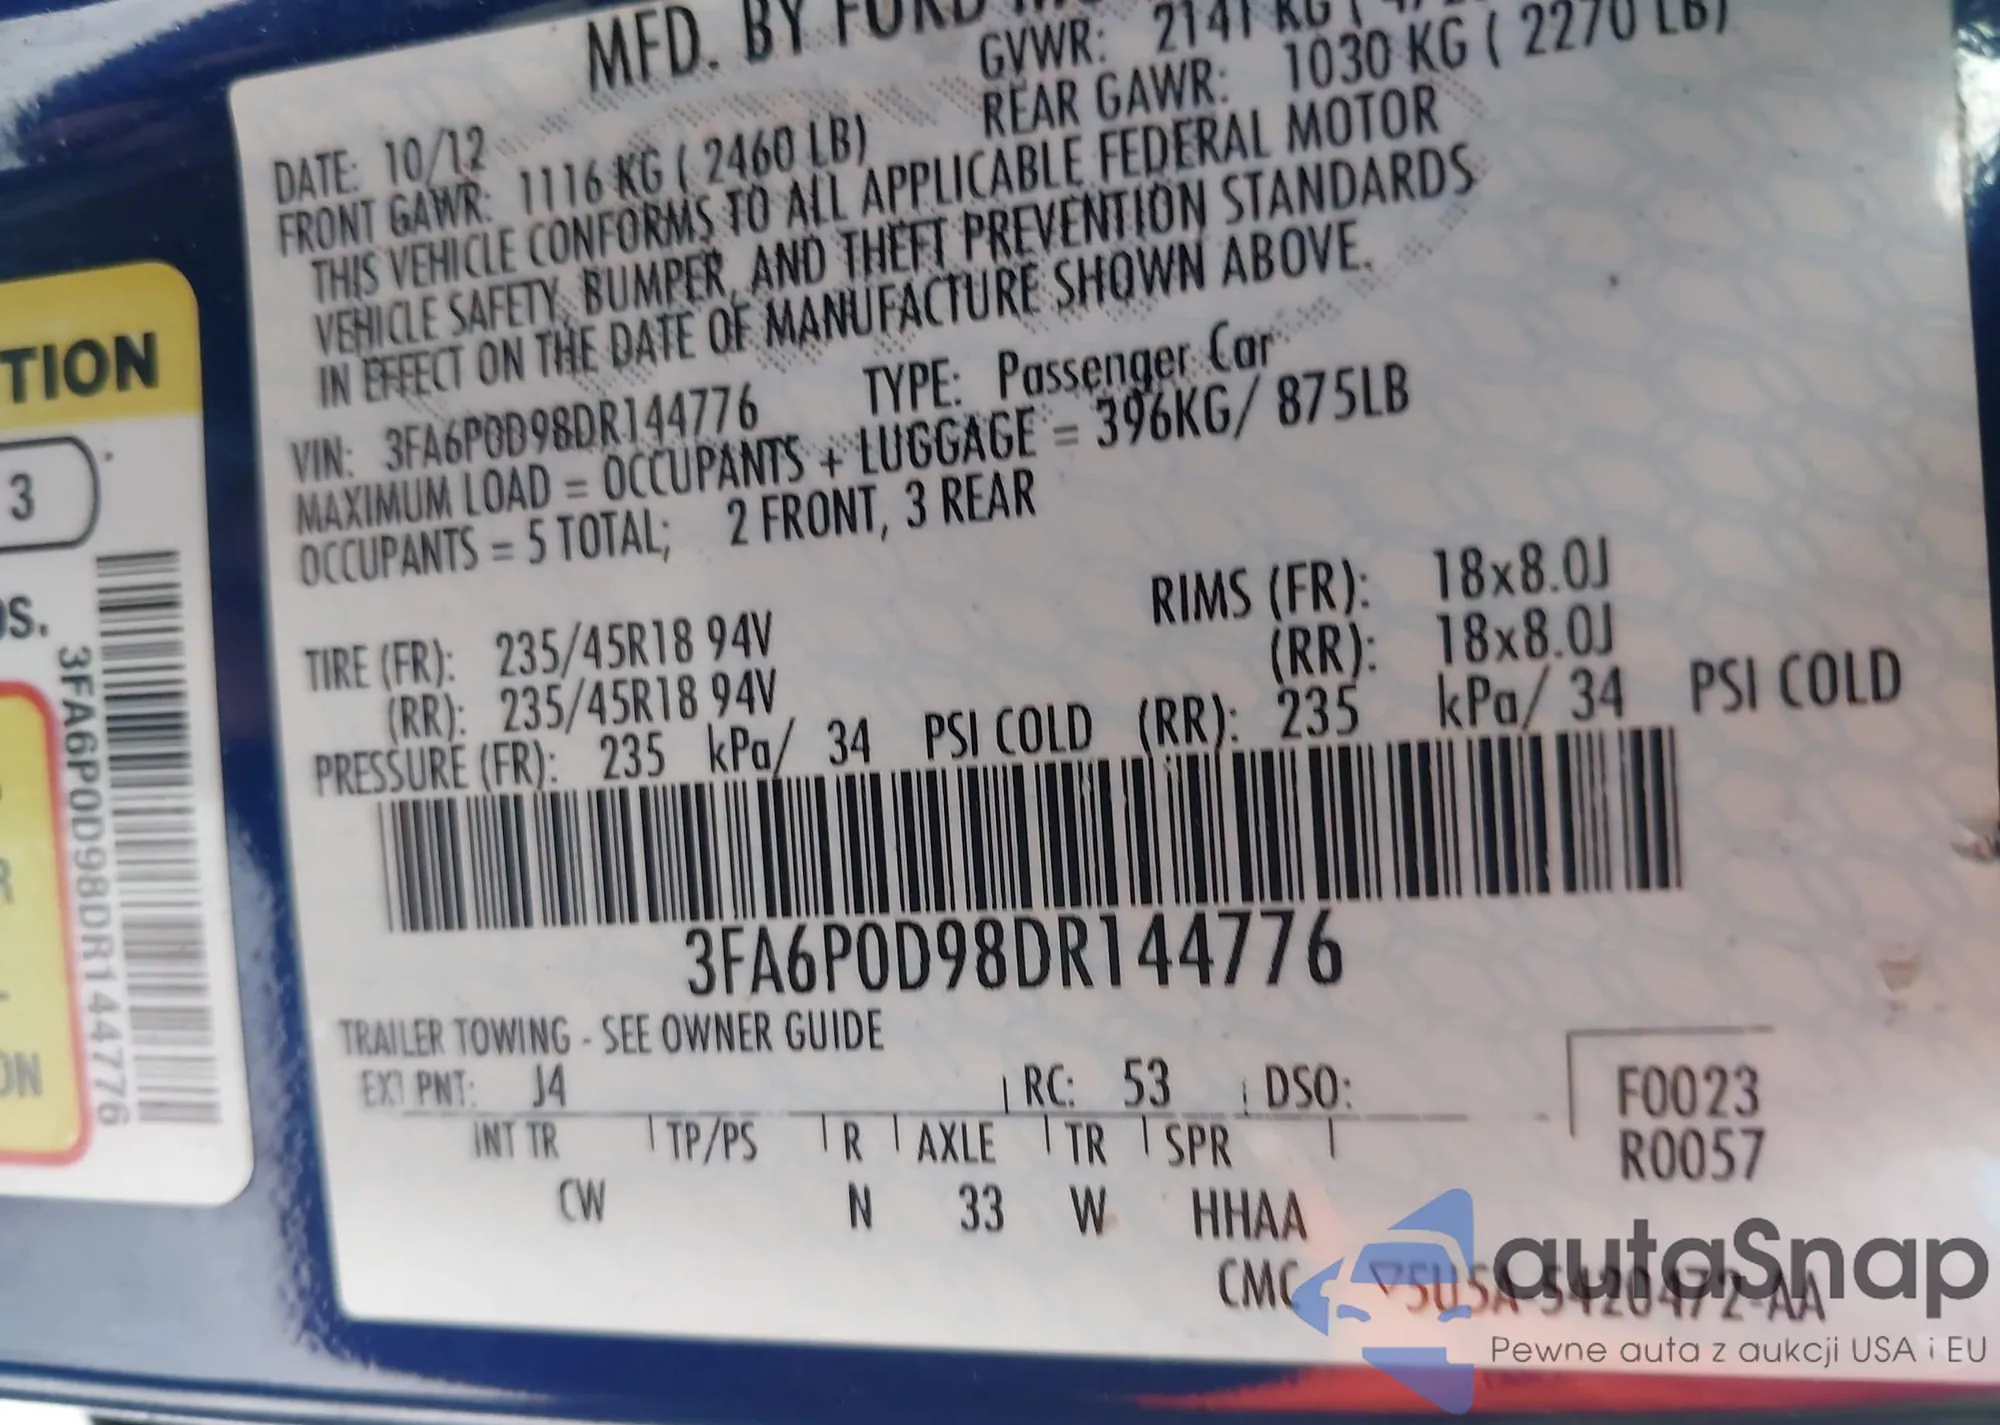 MFD. BY FORD
GVWR: 2141 KG (
DATE: 10/12
REAR GAWR: 1030 KG ( 2270 LB)
FRONT GAWR: 1116 KG ( 2460 LB)
THIS VEHICLE CONFORMS TO ALL APPLICABLE FEDERAL MOTOR
VEHICLE SAFETY, BUMPER, AND THEFT PREVENTION STANDARDS
IN EFFECT ON THE DATE OF MANUFACTURE SHOWN ABOVE.
VIN: 3FA6P0D98DR144776 TYPE: Passenger Car
MAXIMUM LOAD = OCCUPANTS + LUGGAGE = 396KG/ 875LB
OCCUPANTS = 5 TOTAL; 2 FRONT, 3 REAR
TIRE (FR): 235/45R18 94V RIMS (FR): 18x8.0J
(RR): 235/45R18 94V (RR): 18x8.0J
PRESSURE (FR): 235 kPa/ 34 PSI COLD (RR): 235 kPa/ 34 PSI COLD
3FA6P0D98DR144776
TRAILER TOWING - SEE OWNER GUIDE
EXT PNT: J4 RC: 53 DSO:
F0023
R0057
INT TR TP/PS R AXLE TR SPR
CW N 33 W HHAA
CMC ▽5U5A-5420472-AA
TION
3
S.
3FA6P0D98DR144776
R
ON
autaSnap
Pewne auta z aukcji USA i EU